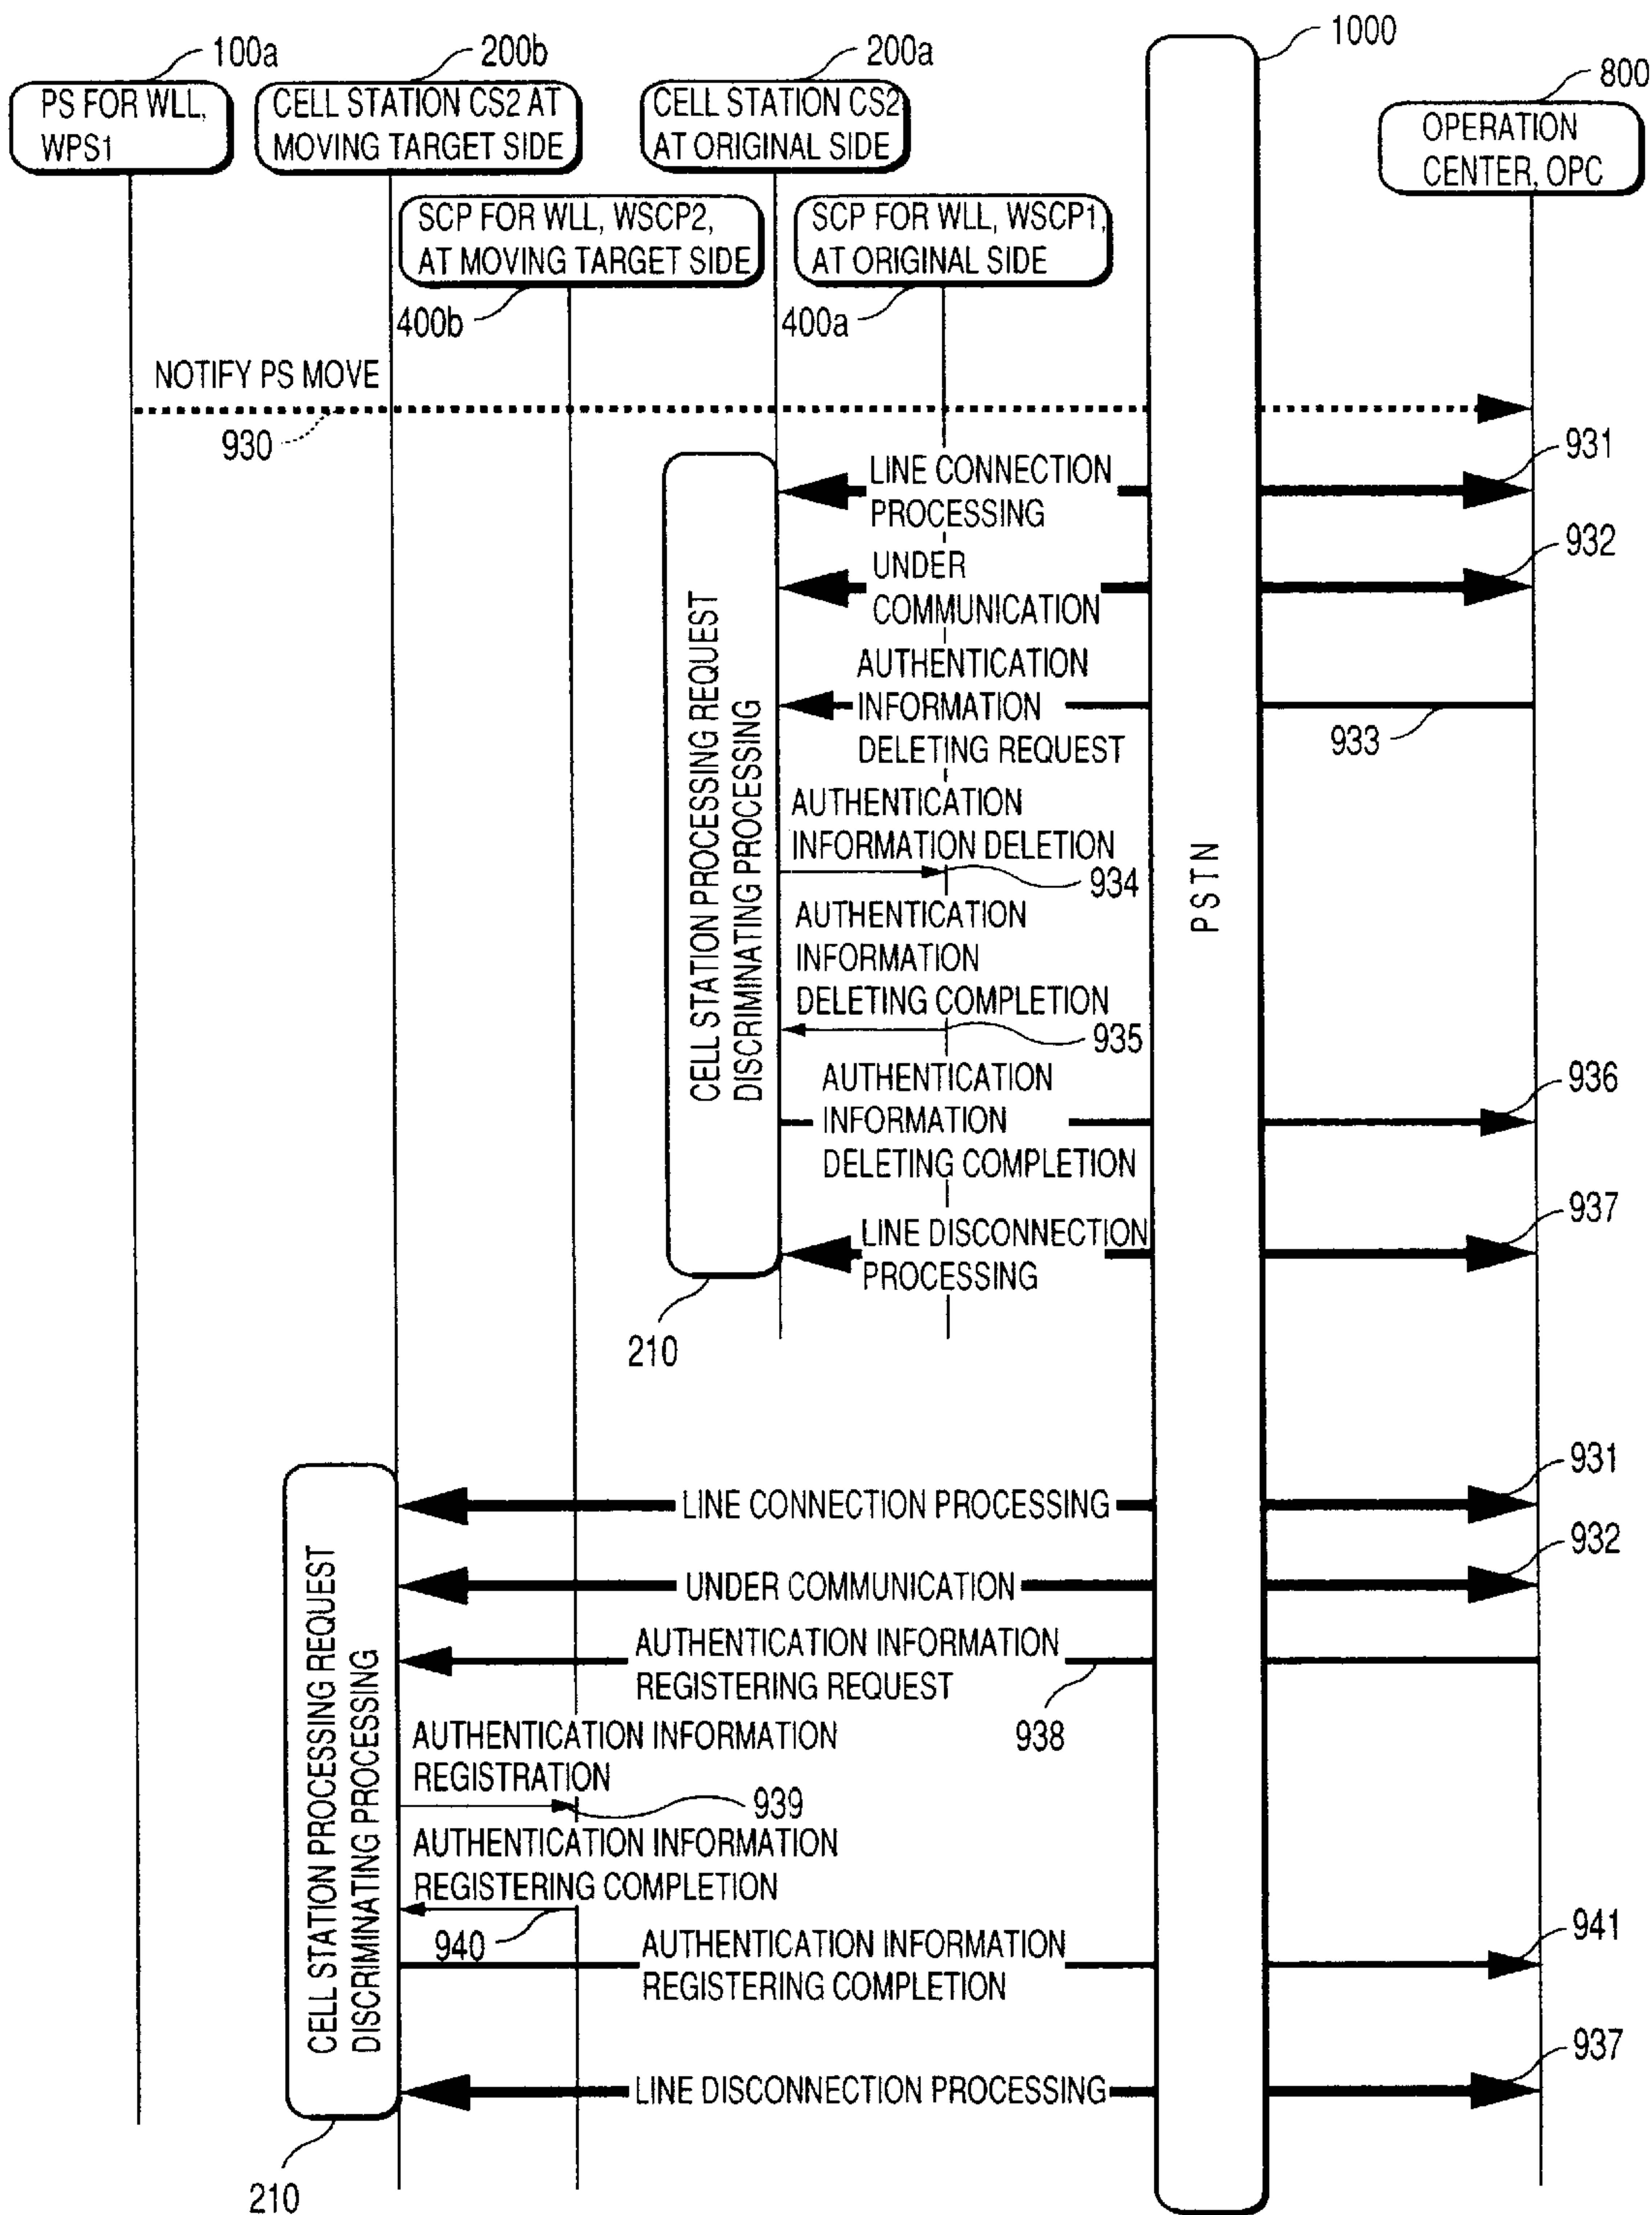 1000
100a
200b
200a
800
PS FOR WLL,
WPS1
CELL STATION CS2 AT
MOVING TARGET SIDE
CELL STATION CS2
AT ORIGINAL SIDE
OPERATION
CENTER, OPC
SCP FOR WLL, WSCP2,
AT MOVING TARGET SIDE
SCP FOR WLL, WSCP1,
AT ORIGINAL SIDE
400b
400a
NOTIFY PS MOVE
930
931
LINE CONNECTION
PROCESSING
932
UNDER
COMMUNICATION
AUTHENTICATION
INFORMATION
DELETING REQUEST
933
CELL STATION PROCESSING REQUEST
DISCRIMINATING PROCESSING
AUTHENTICATION
INFORMATION DELETION
934
PSTN
AUTHENTICATION
INFORMATION
DELETING COMPLETION
935
AUTHENTICATION
INFORMATION
DELETING COMPLETION
936
LINE DISCONNECTION
PROCESSING
937
210
931
LINE CONNECTION PROCESSING
932
UNDER COMMUNICATION
AUTHENTICATION INFORMATION
REGISTERING REQUEST
938
CELL STATION PROCESSING REQUEST
DISCRIMINATING PROCESSING
AUTHENTICATION INFORMATION
REGISTRATION
939
AUTHENTICATION INFORMATION
REGISTERING COMPLETION
940
AUTHENTICATION INFORMATION
REGISTERING COMPLETION
941
LINE DISCONNECTION PROCESSING
937
210